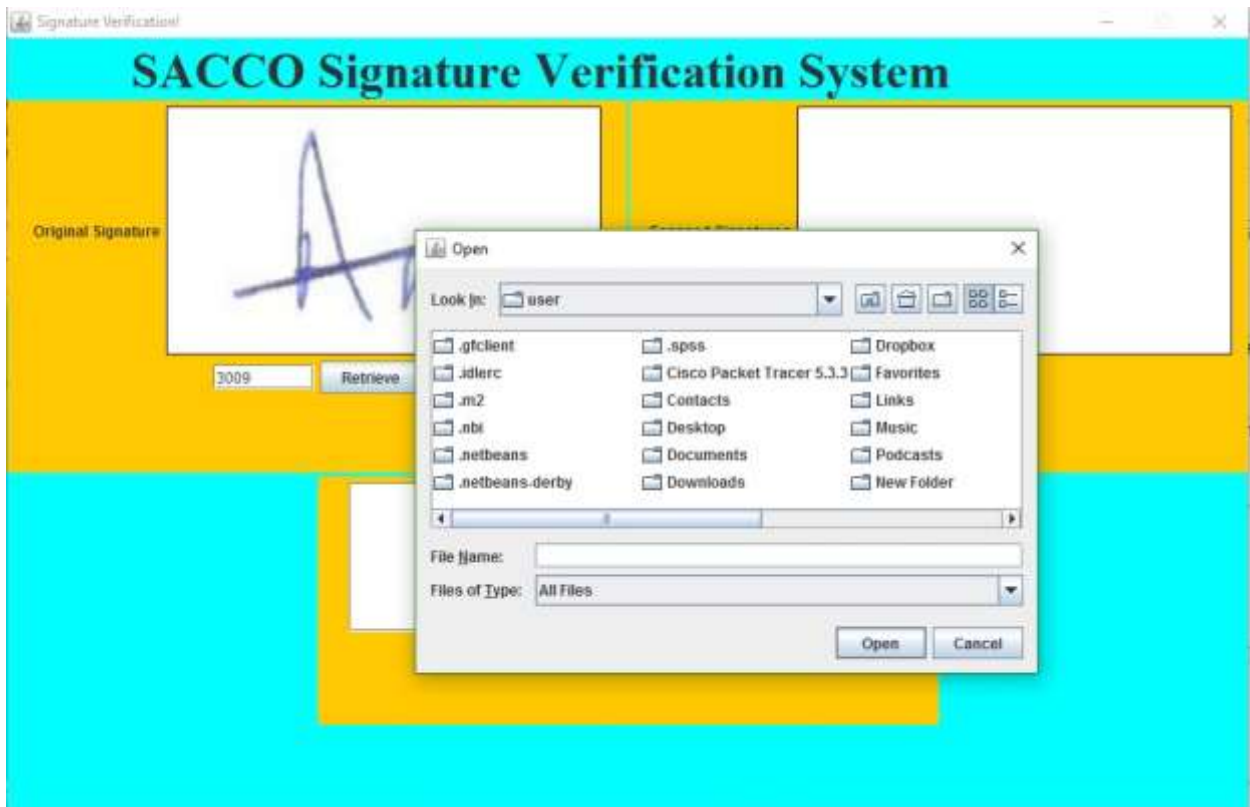 Signature Verification!
SACCO Signature Verification System
Original Signature
3009
Retrieve
Open
Look In:
user
.gfclient
.spss
Dropbox
.idlerc
Cisco Packet Tracer 5.3.3
Favorites
.m2
Contacts
Links
.nbi
Desktop
Music
.netbeans
Documents
Podcasts
.netbeans-derby
Downloads
New Folder
File Name:
Files of Type:
All Files
Open
Cancel